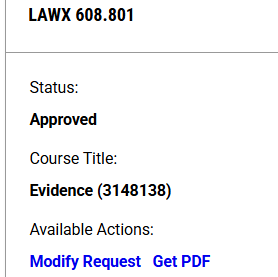 LAWX 608.801
Status:
Approved
Course Title:
Evidence (3148138)
Available Actions:
Modify Request Get PDF